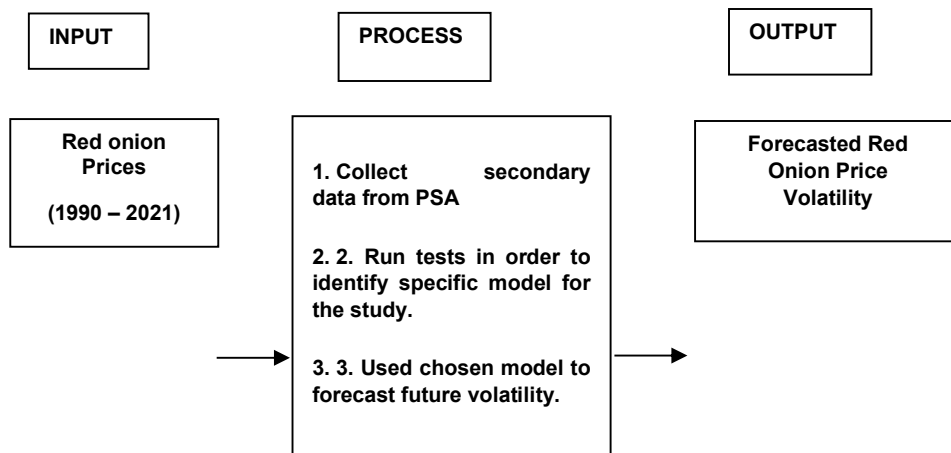 INPUT
PROCESS
OUTPUT
Red onion
Prices
(1990 – 2021)
1. Collect secondary
data from PSA
2. 2. Run tests in order to
identify specific model for
the study.
3. 3. Used chosen model to
forecast future volatility.
Forecasted Red
Onion Price
Volatility